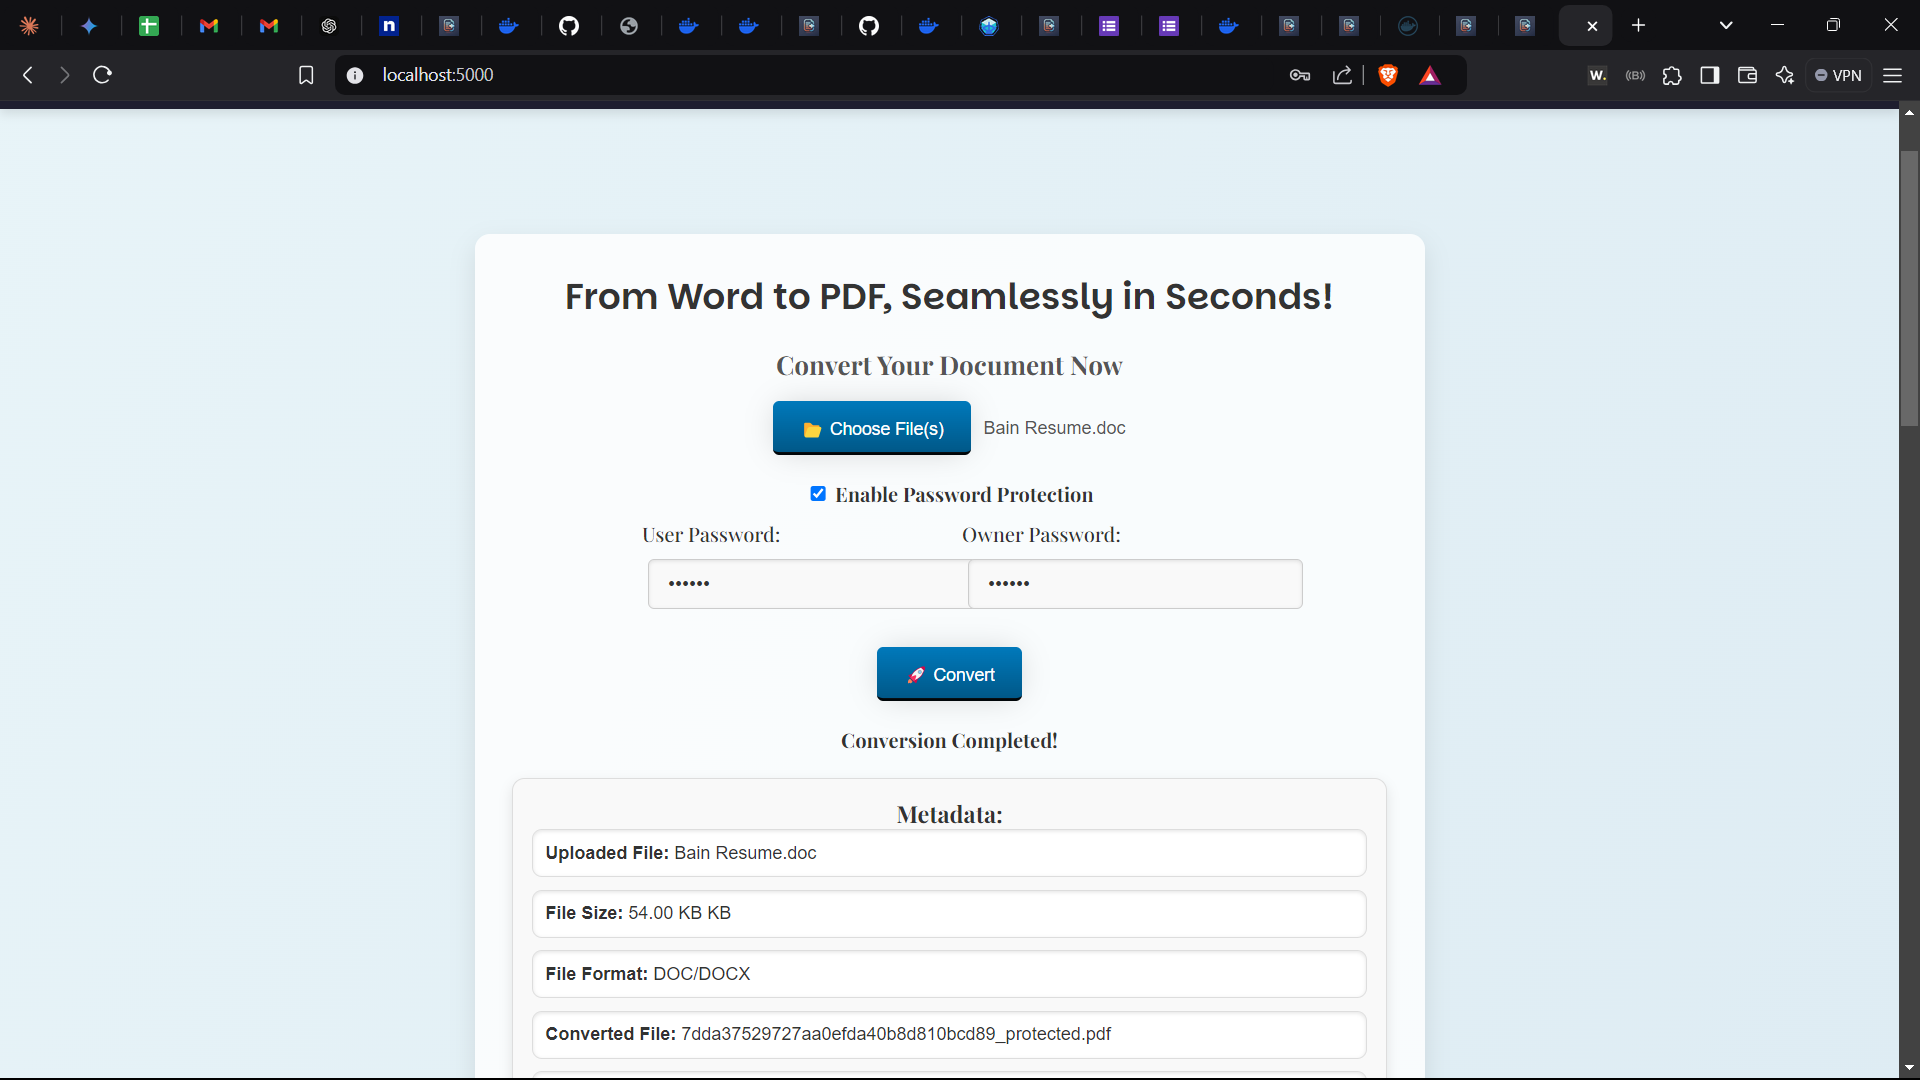 localhost:5000
W.
VPN
From Word to PDF, Seamlessly in Seconds!
Convert Your Document Now
Choose File(s) Bain Resume.doc
Enable Password Protection
User Password: Owner Password:
•••••• ••••••
Convert
Conversion Completed!
Metadata:
Uploaded File: Bain Resume.doc
File Size: 54.00 KB KB
File Format: DOC/DOCX
Converted File: 7dda37529727aa0efda40b8d810bcd89_protected.pdf